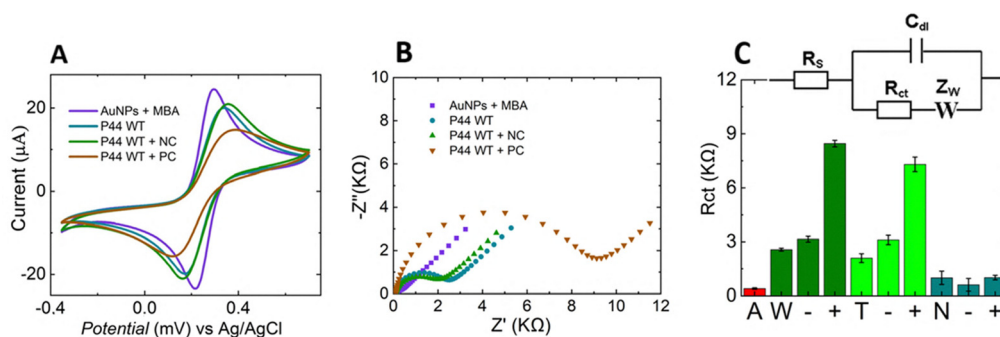 A
Current (μA)
20
0
-20
AuNPs + MBA
P44 WT
P44 WT + NC
P44 WT + PC
-0.4
0.0
0.4
Potential (mV) vs Ag/AgCl
B
-Z"(KΩ)
10
8
6
4
2
0
AuNPs + MBA
P44 WT
P44 WT + NC
P44 WT + PC
0 2 4 6 8 10 12
Z' (KΩ)
C
Cdl
RS
Rct
ZW
W
Rct (KΩ)
12
9
6
3
0
A W - + T - + N - +